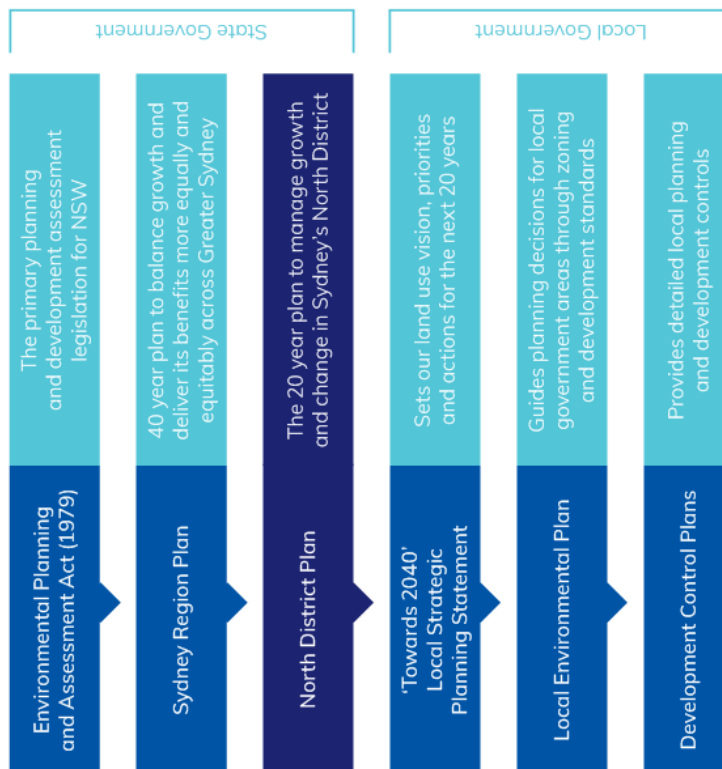 Environmental Planning
and Assessment Act (1979)
The primary planning
and development assessment
legislation for NSW
Sydney Region Plan
40 year plan to balance growth and
deliver its benefits more equally and
equitably across Greater Sydney
North District Plan
The 20 year plan to manage growth
and change in Sydney's North District
State Government
'Towards 2040'
Local Strategic
Planning Statement
Sets our land use vision, priorities
and actions for the next 20 years
Local Environmental Plan
Guides planning decisions for local
government areas through zoning
and development standards
Development Control Plans
Provides detailed local planning
and development controls
Local Government